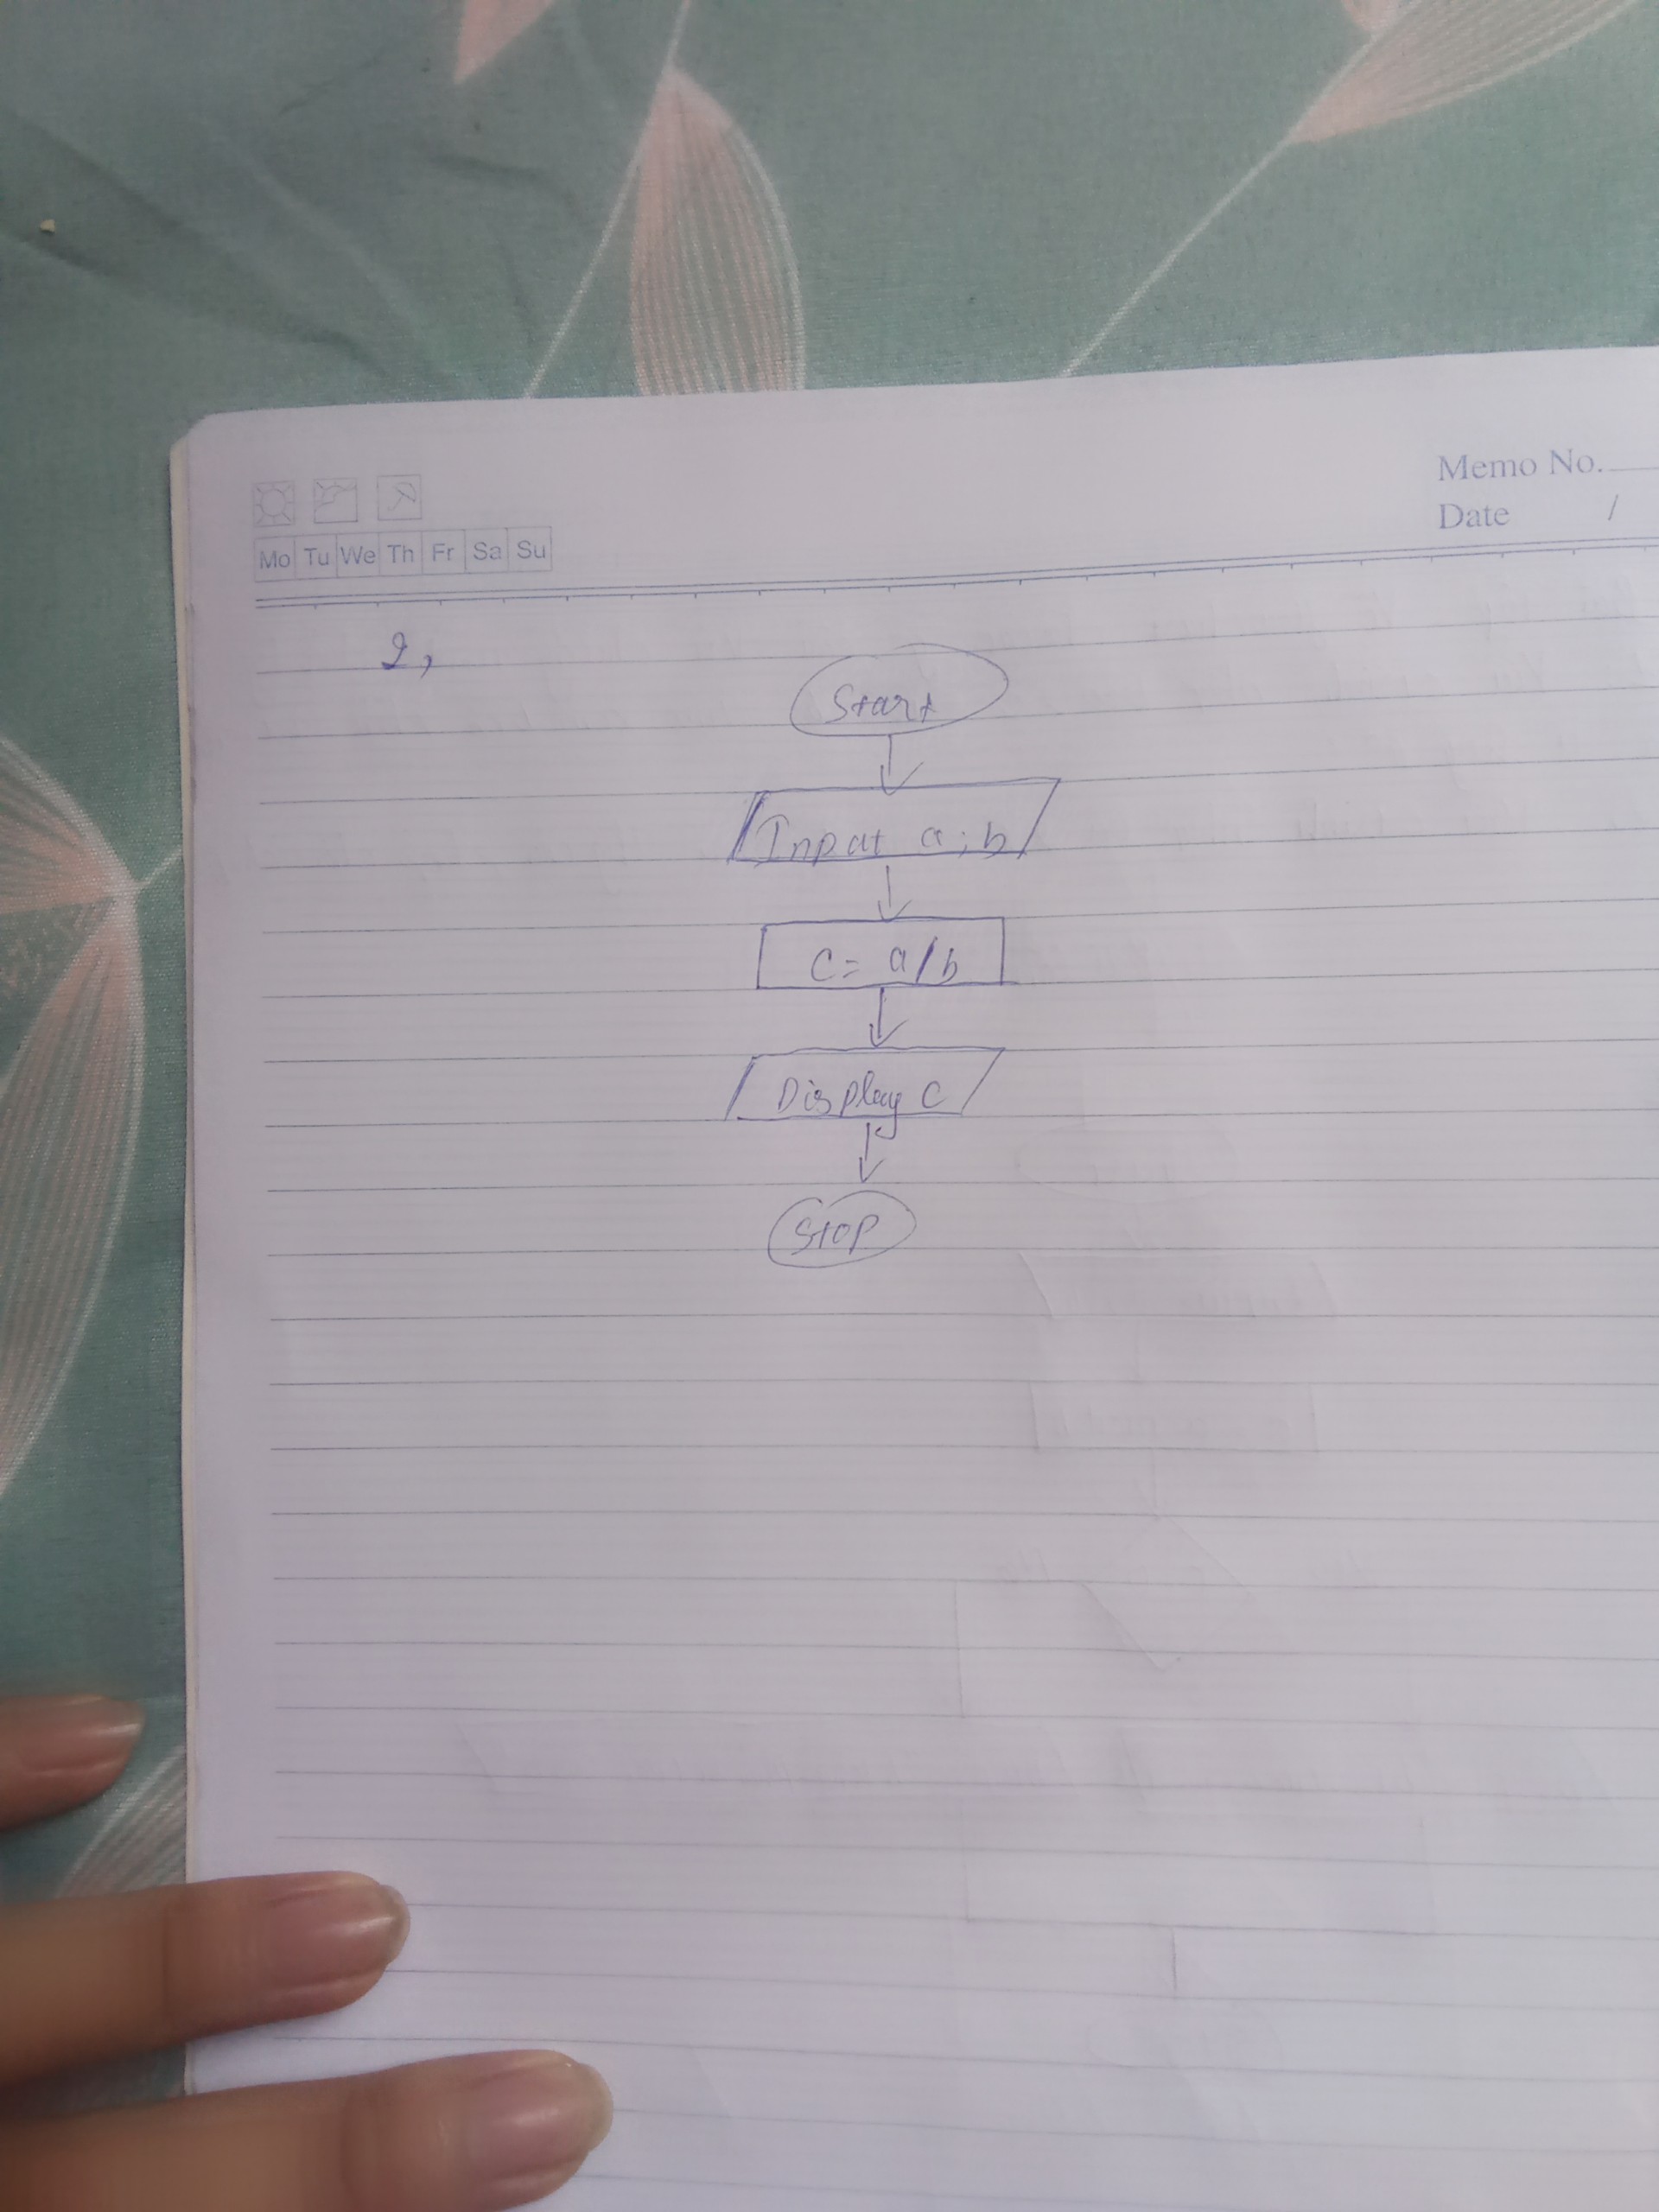 Memo No.
Date /
Mo Tu We Th Fr Sa Su
2,
Start
Input a; b
C = a/b
Display C
Stop